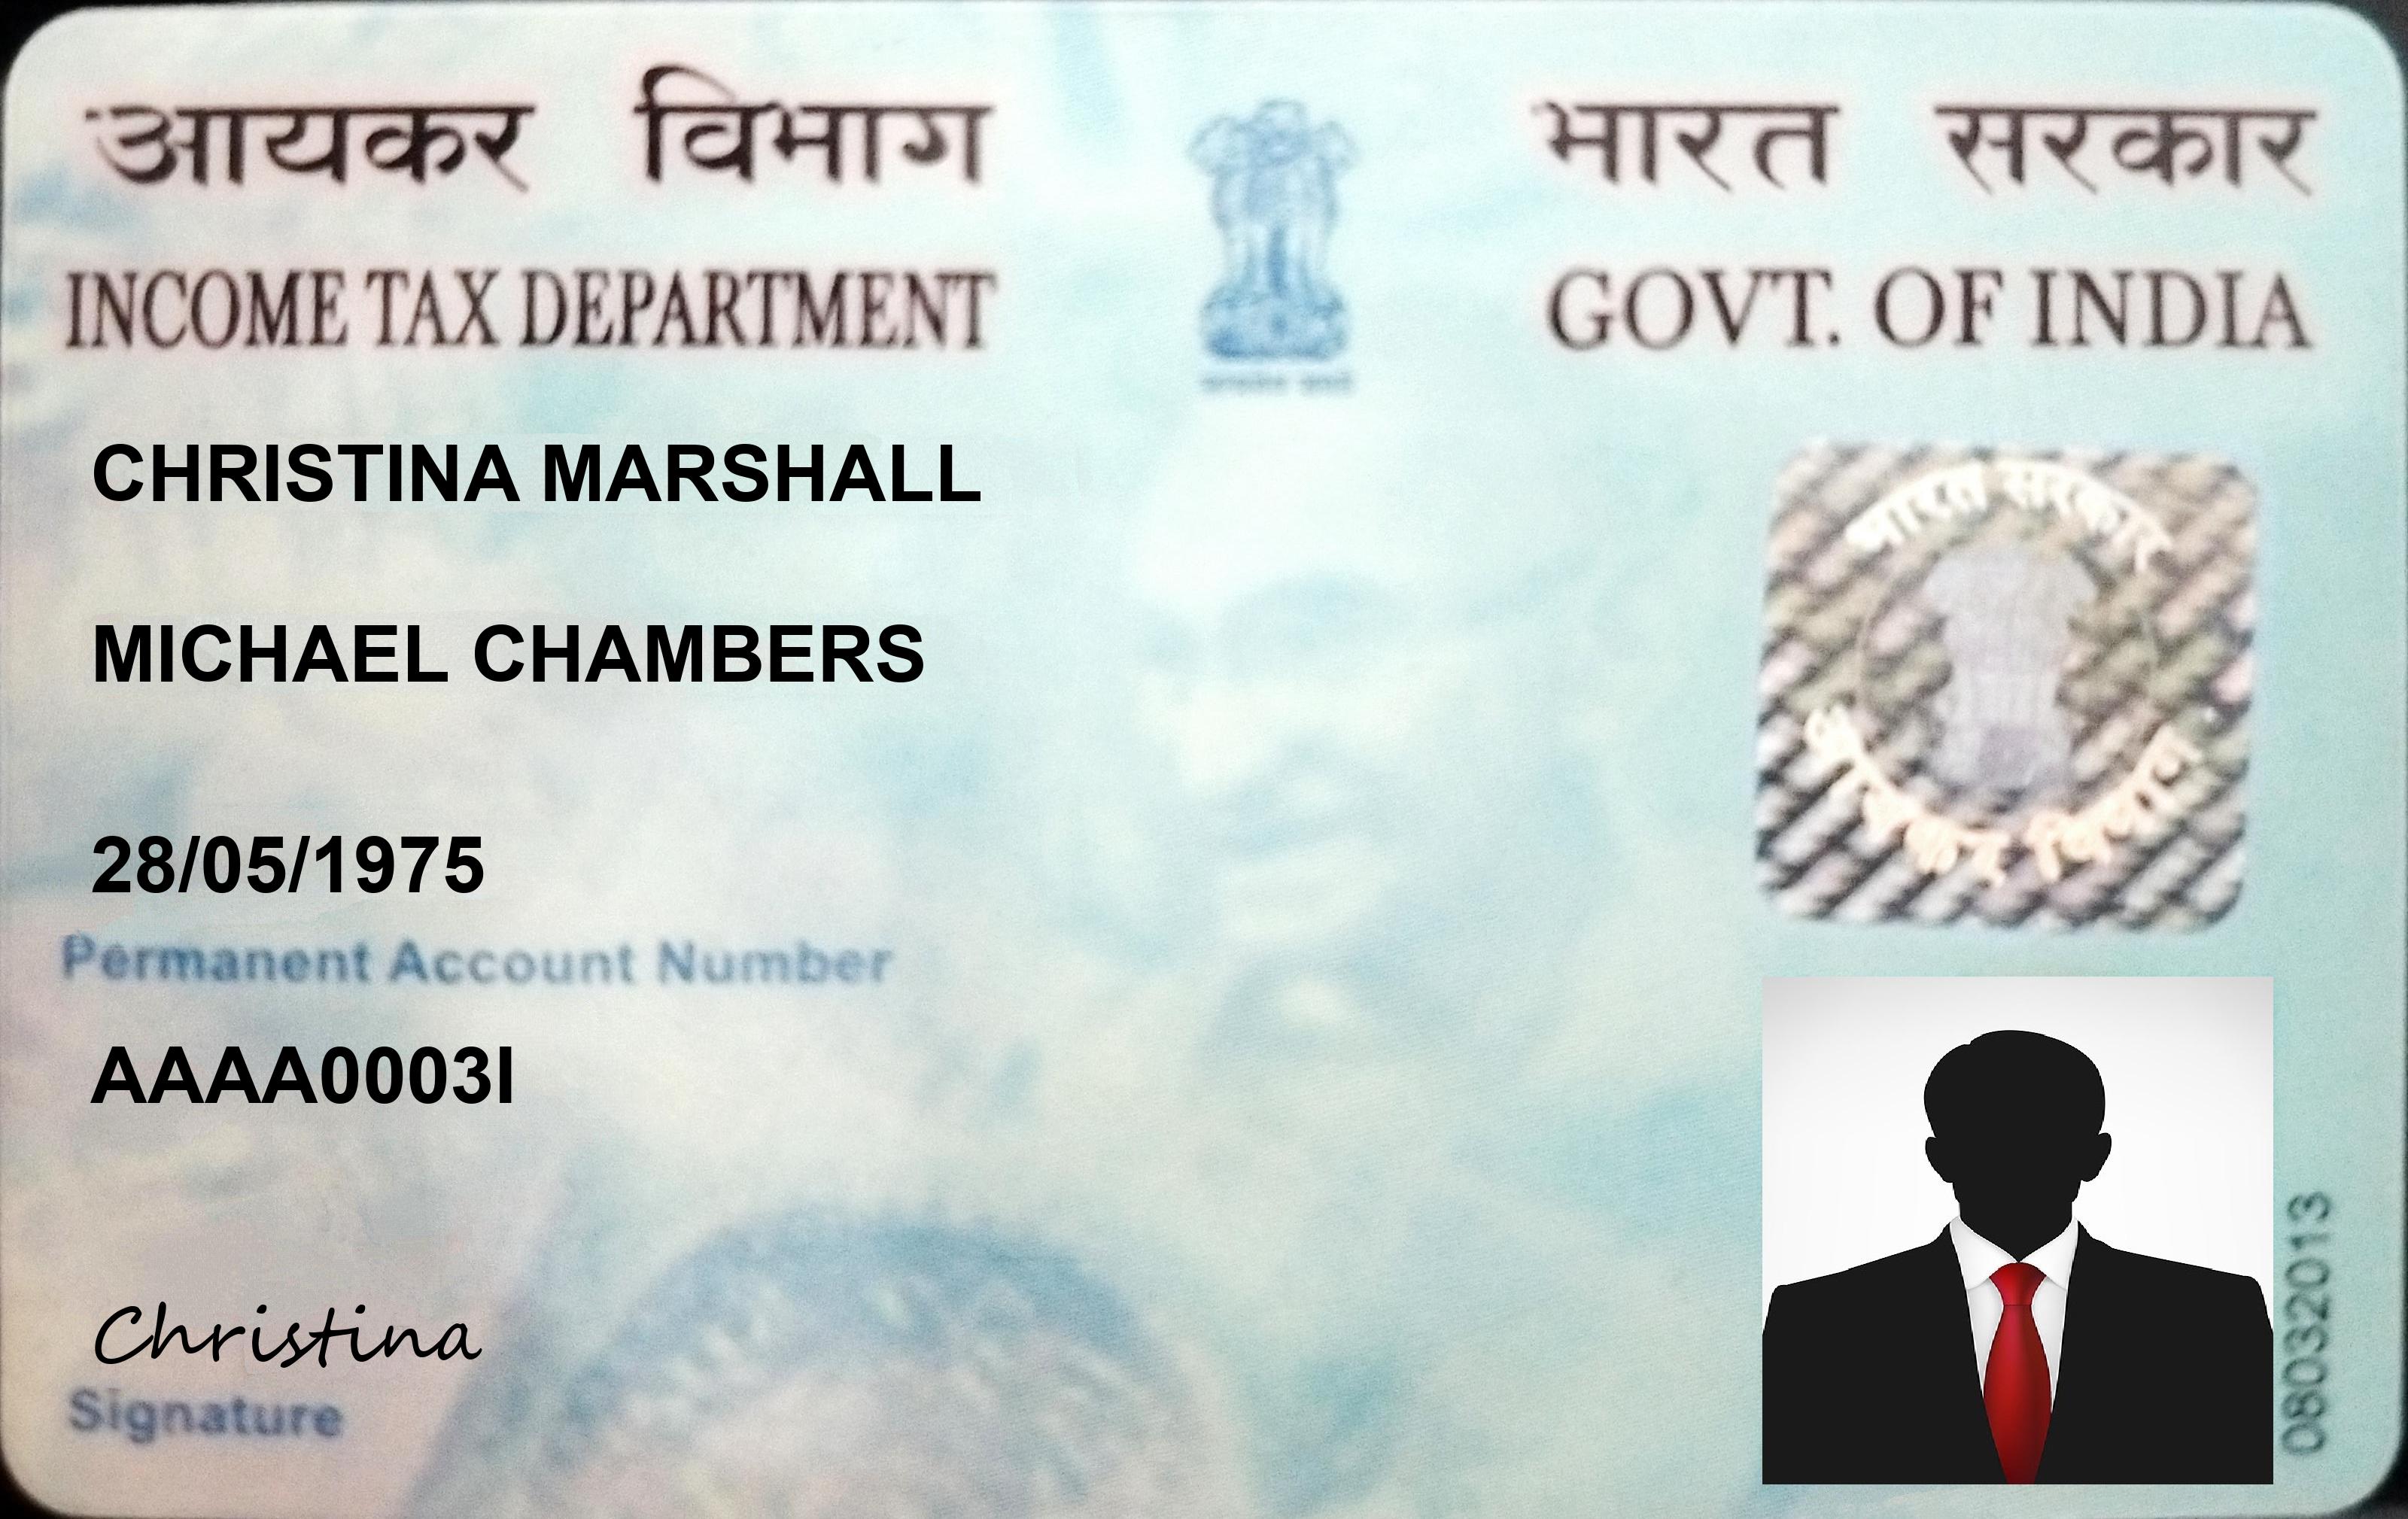 आयकर विभाग
भारत सरकार
INCOME TAX DEPARTMENT
GOVT. OF INDIA
CHRISTINA MARSHALL
MICHAEL CHAMBERS
28/05/1975
Permanent Account Number
AAAA0003I
Christina
Signature
भारत सरकार
आयकर विभाग
08032013